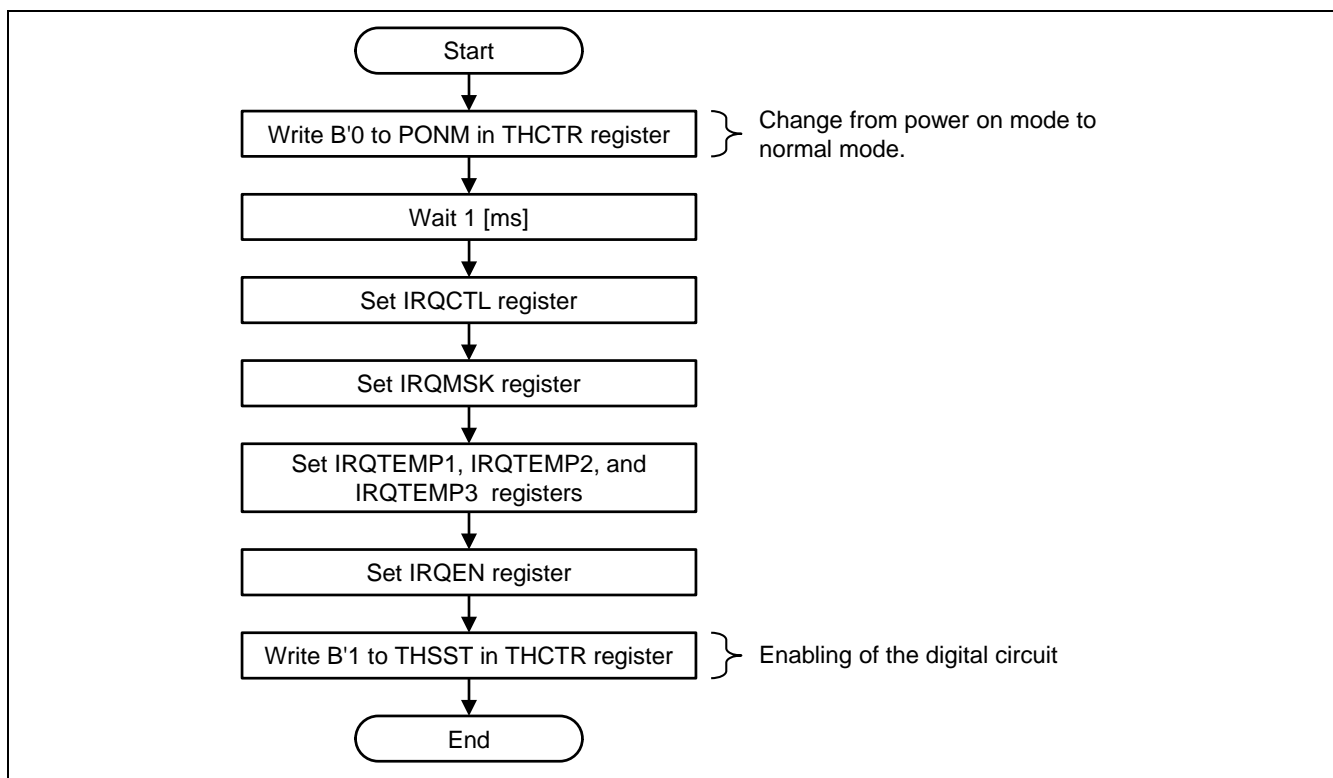 Start
Write B'0 to PONM in THCTR register
Change from power on mode to
normal mode.
Wait 1 [ms]
Set IRQCTL register
Set IRQMSK register
Set IRQTEMP1, IRQTEMP2, and
IRQTEMP3 registers
Set IRQEN register
Write B'1 to THSST in THCTR register
Enabling of the digital circuit
End